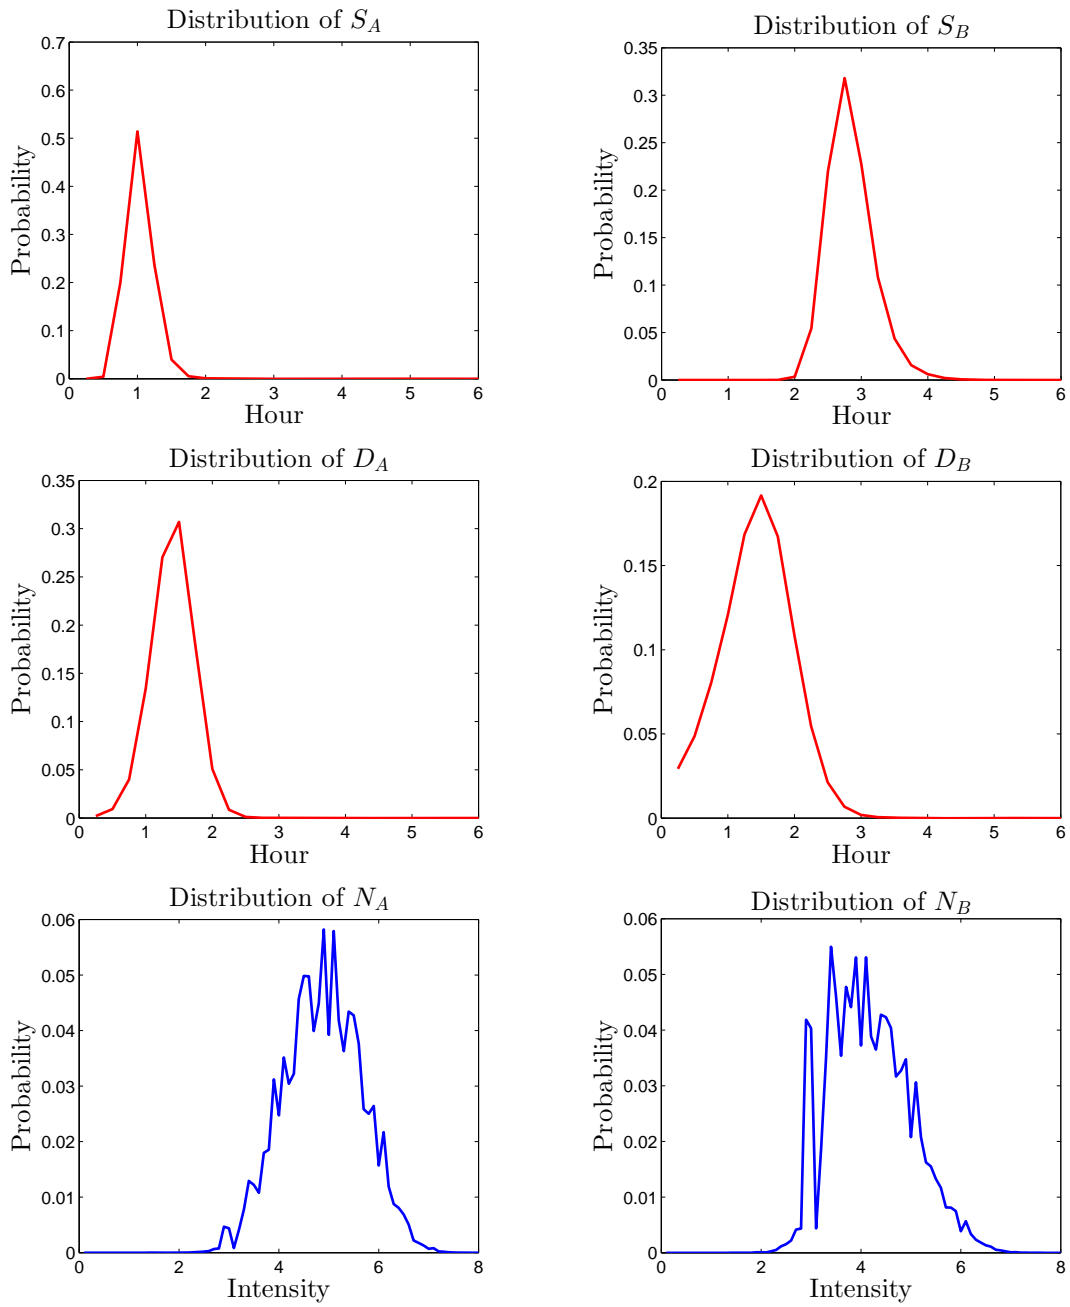 Distribution of S_A
Probability
0.7
0.6
0.5
0.4
0.3
0.2
0.1
0
0 1 2 3 4 5 6
Hour
Distribution of S_B
Probability
0.35
0.3
0.25
0.2
0.15
0.1
0.05
0
0 1 2 3 4 5 6
Hour
Distribution of D_A
Probability
0.35
0.3
0.25
0.2
0.15
0.1
0.05
0
0 1 2 3 4 5 6
Hour
Distribution of D_B
Probability
0.2
0.15
0.1
0.05
0
0 1 2 3 4 5 6
Hour
Distribution of N_A
Probability
0.06
0.05
0.04
0.03
0.02
0.01
0
0 2 4 6 8
Intensity
Distribution of N_B
Probability
0.06
0.05
0.04
0.03
0.02
0.01
0
0 2 4 6 8
Intensity